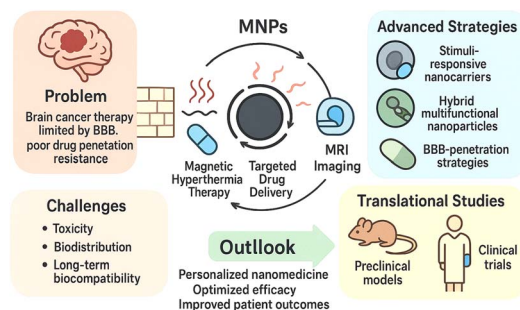 MNPs
Problem
Brain cancer therapy
limited by BBB.
poor drug penetation
resistance
Magnetic
Hyperthermia
Therapy
Targeted
Drug
Delivery
MRI
Imaging
Advanced Strategies
Stimuli-
responsive
nanocarriers
Hybrid
multifunctional
nanoparticles
BBB-penetration
strategies
Challenges
• Toxicity
• Biodistribution
• Long-term
biocompatibility
Outllook
Personalized nanomedicine
Optimized efficacy
Improved patient outcomes
Translational Studies
Preclinical
models
Clinical
trials